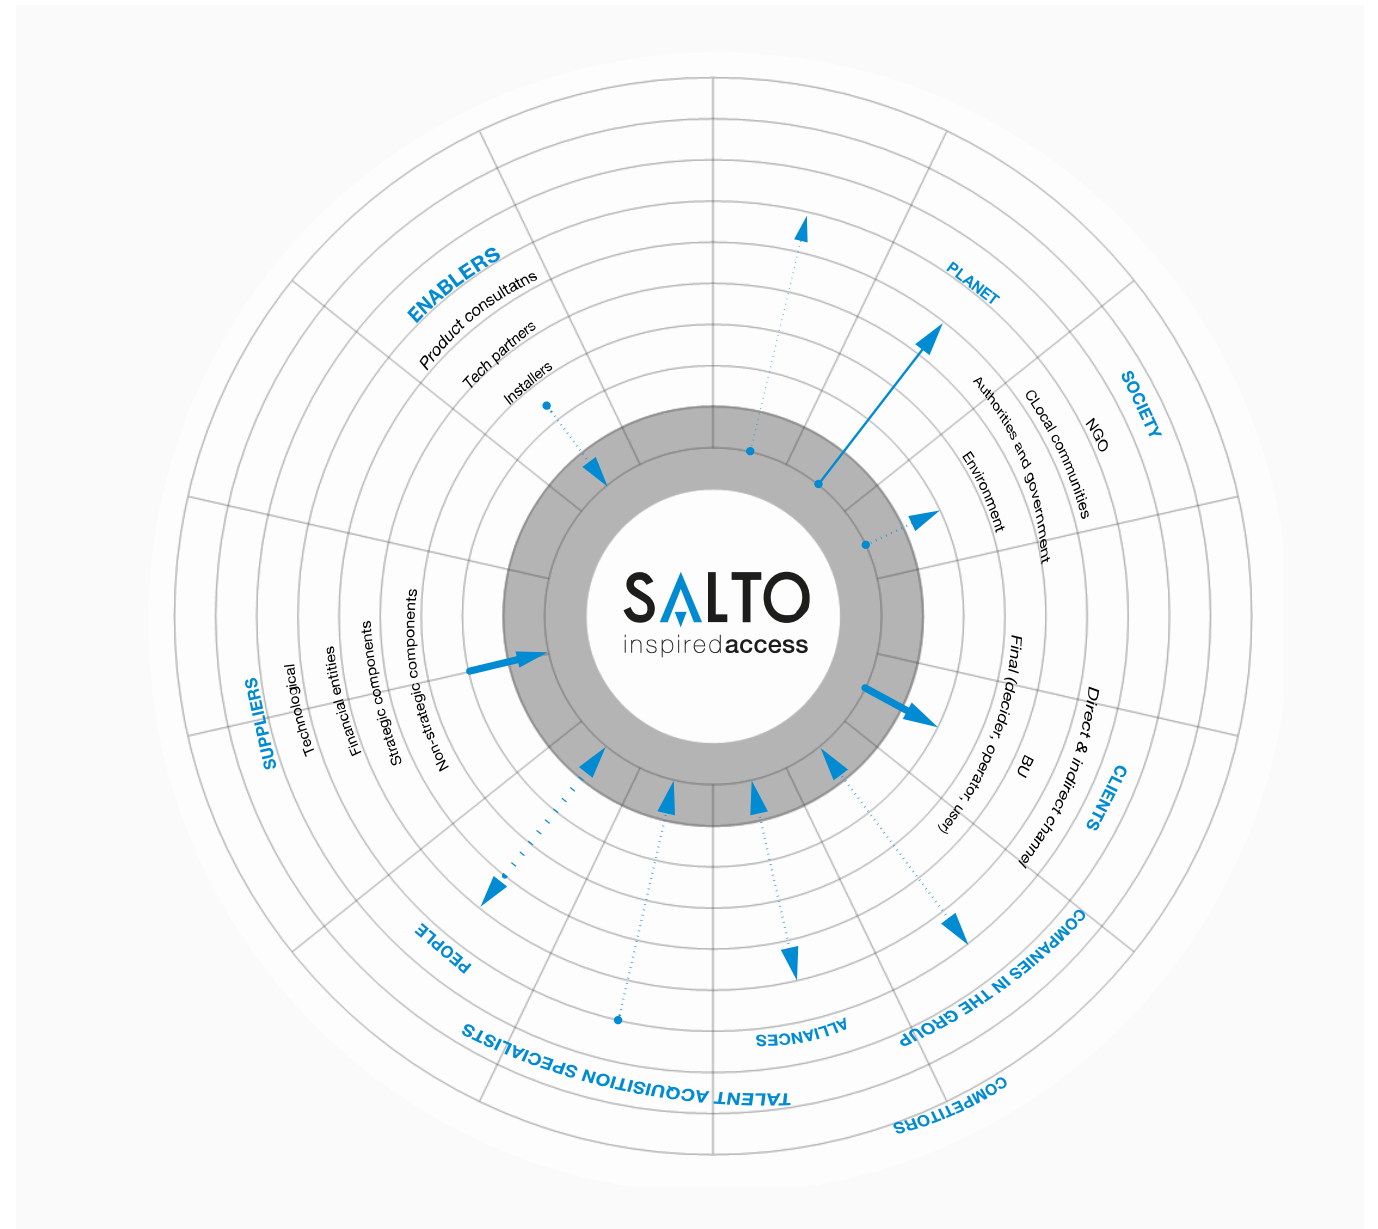 ENABLERS
Product consultatns
Tech partners
Installers
PLANET
SOCIETY
NGO
CLocal communities
Authorities and government
Environment
SALTO
inspiredaccess
SUPPLIERS
Technological
Financial entities
Strategic components
Non-strategic components
Final (decider, operator, user)
BU
Direct & indirect channel
CLIENTS
PEOPLE
TALENT ACQUISITION SPECIALISTS
ALLIANCES
COMPANIES IN THE GROUP
COMPETITORS